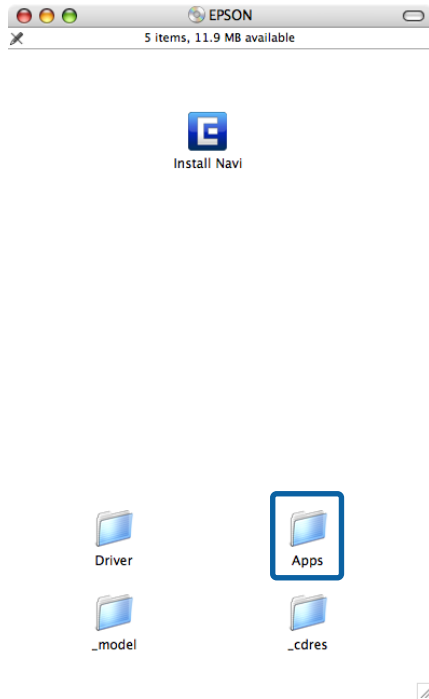 EPSON
5 items, 11.9 MB available
Install Navi
Driver
Apps
_model
_cdres